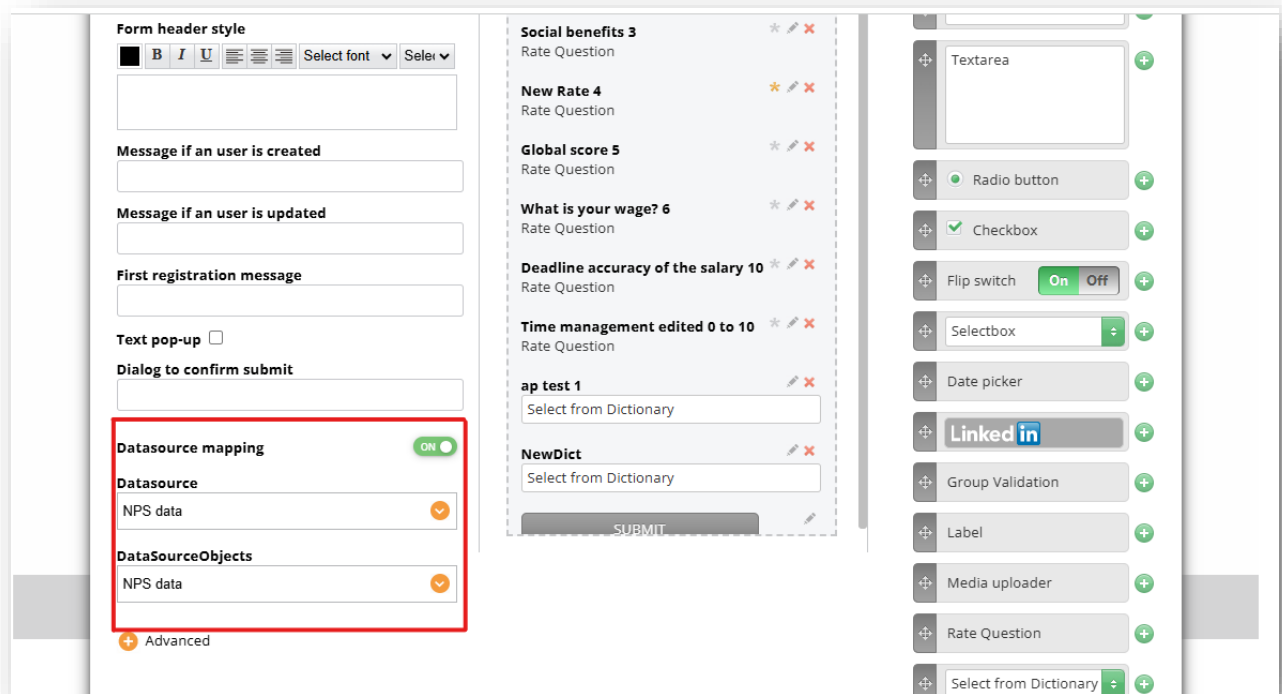 Form header style
B I U Select font Selec
Message if an user is created
Message if an user is updated
First registration message
Text pop-up
Dialog to confirm submit
Datasource mapping
ON
Datasource
NPS data
DataSourceObjects
NPS data
Advanced
Social benefits 3
Rate Question
New Rate 4
Rate Question
Global score 5
Rate Question
What is your wage? 6
Rate Question
Deadline accuracy of the salary 10
Rate Question
Time management edited 0 to 10
Rate Question
ap test 1
Select from Dictionary
NewDict
Select from Dictionary
SUBMIT
Textarea
Radio button
Checkbox
Flip switch On Off
Selectbox
Date picker
Linked in
Group Validation
Label
Media uploader
Rate Question
Select from Dictionary